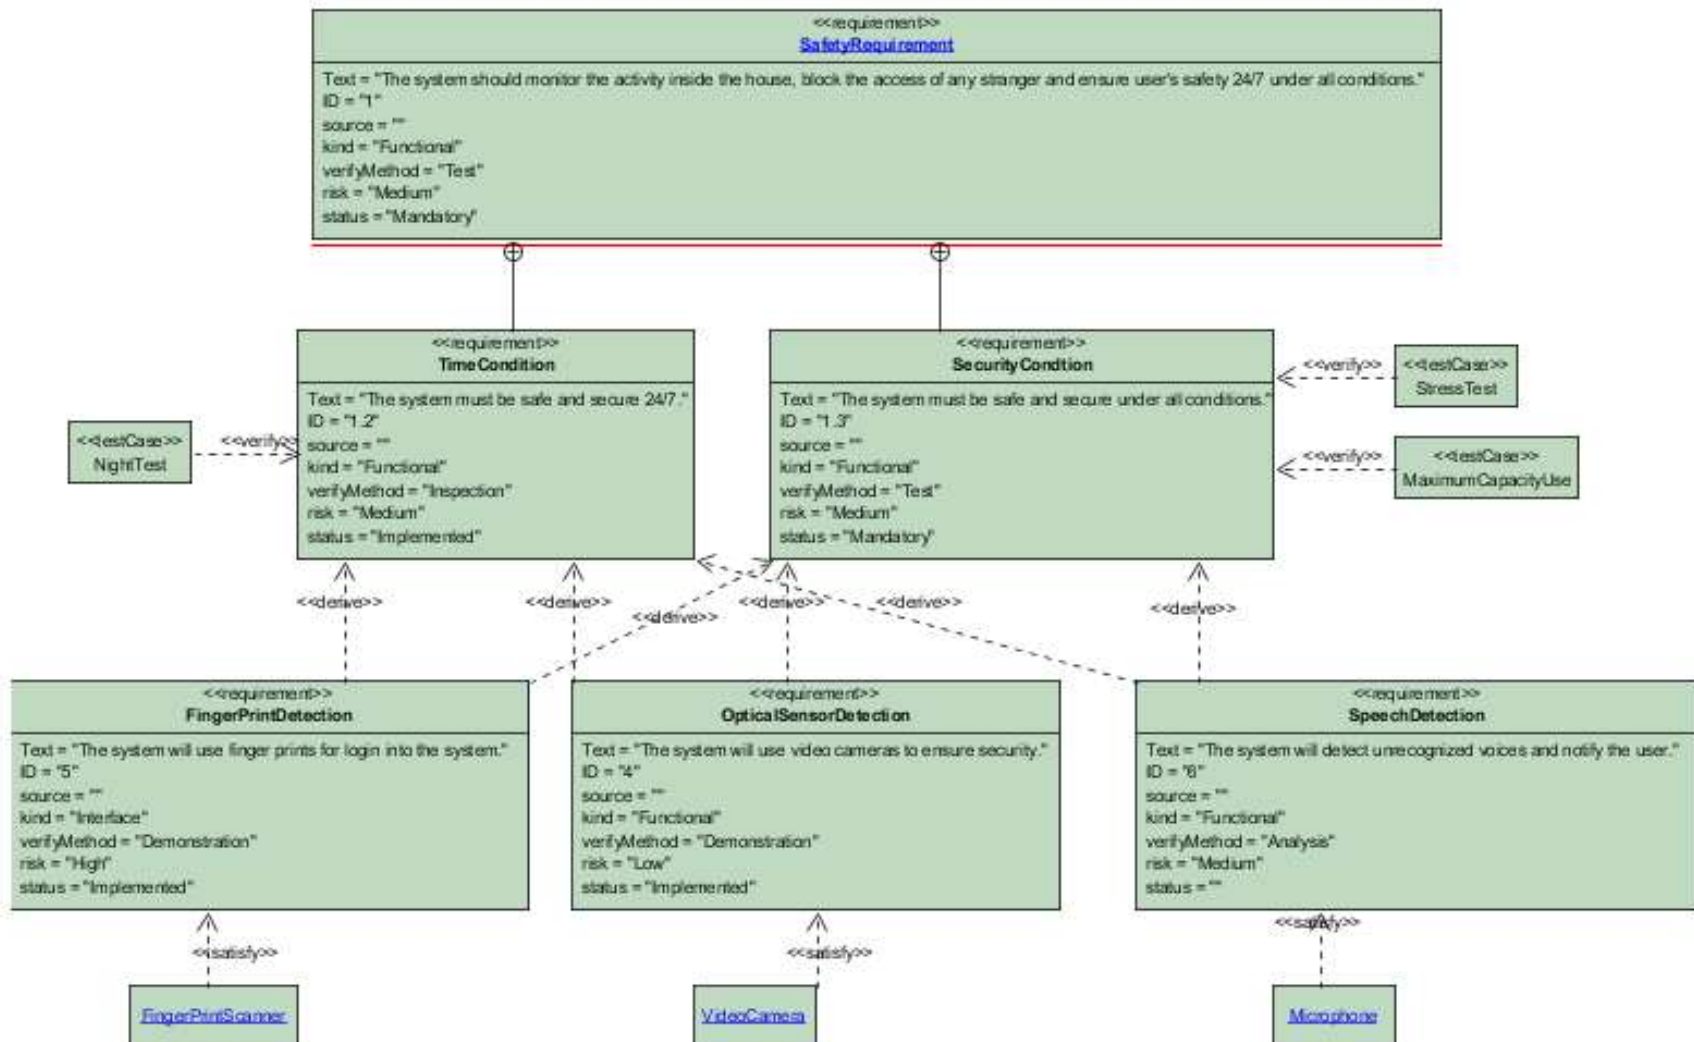 <<requirement>>
SafetyRequirement
Text = "The system should monitor the activity inside the house, block the access of any stranger and ensure user's safety 24/7 under all conditions."
ID = "1"
source = ""
kind = "Functional"
verifyMethod = "Test"
risk = "Medium"
status = "Mandatory"
<<requirement>>
TimeCondition
Text = "The system must be safe and secure 24/7."
ID = "1.2"
source = ""
kind = "Functional"
verifyMethod = "Inspection"
risk = "Medium"
status = "Implemented"
<<requirement>>
SecurityCondtion
Text = "The system must be safe and secure under all conditions."
ID = "1.3"
source = ""
kind = "Functional"
verifyMethod = "Test"
risk = "Medium"
status = "Mandatory"
<<testCase>>
NightTest
<<verify>>
<<verify>>
<<testCase>>
StressTest
<<verify>>
<<testCase>>
MaximumCapacityUse
<<derive>>
<<derive>>
<<derive>>
<<derive>>
<<derive>>
<<derive>>
<<requirement>>
FingerPrintDetection
Text = "The system will use finger prints for login into the system."
ID = "5"
source = ""
kind = "Interface"
verifyMethod = "Demonstration"
risk = "High"
status = "Implemented"
<<requirement>>
OpticalSensorDetection
Text = "The system will use video cameras to ensure security."
ID = "4"
source = ""
kind = "Functional"
verifyMethod = "Demonstration"
risk = "Low"
status = "Implemented"
<<requirement>>
SpeechDetection
Text = "The system will detect unrecognized voices and notify the user."
ID = "6"
source = ""
kind = "Functional"
verifyMethod = "Analysis"
risk = "Medium"
status = ""
<<satisfy>>
<<satisfy>>
<<satisfy>>
FingerPrintScanner
VideoCamera
Microphone